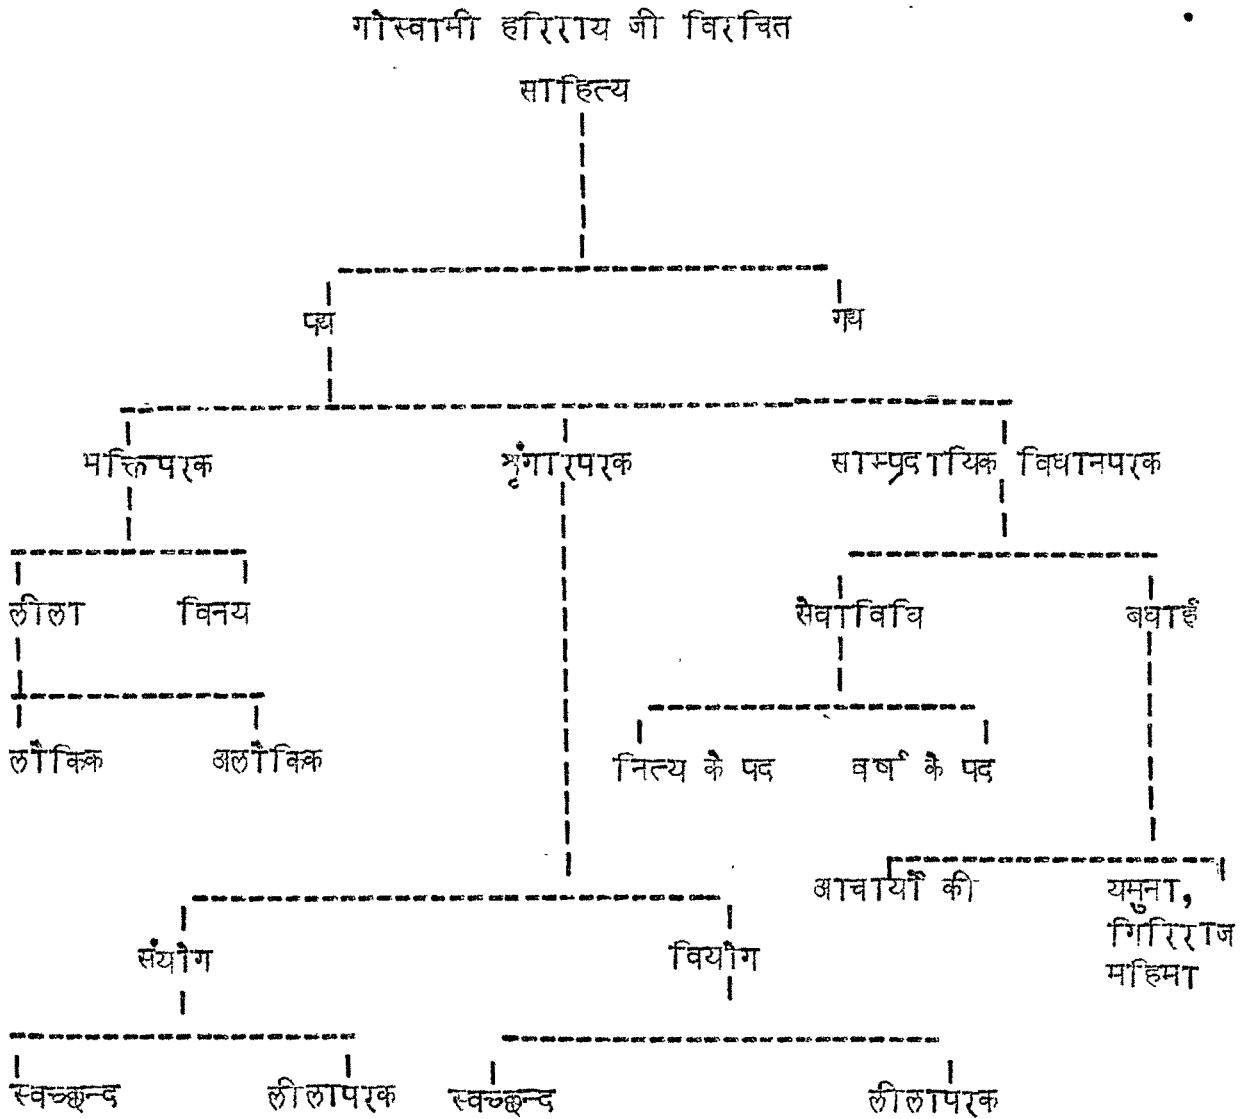 गोस्वामी हरिराय जी विरचित
साहित्य
पद्य गद्य
भक्तिपरक श्रृंगारपरक साम्प्रदायिक विधानपरक
लीला विनय सेवाविधि बधाई
लौकिक अलौकिक नित्य के पद वर्ष के पद
आचार्यों की यमुना,
गिरिराज
महिमा
संयोग वियोग
स्वच्छन्द लीलापरक स्वच्छन्द लीलापरक